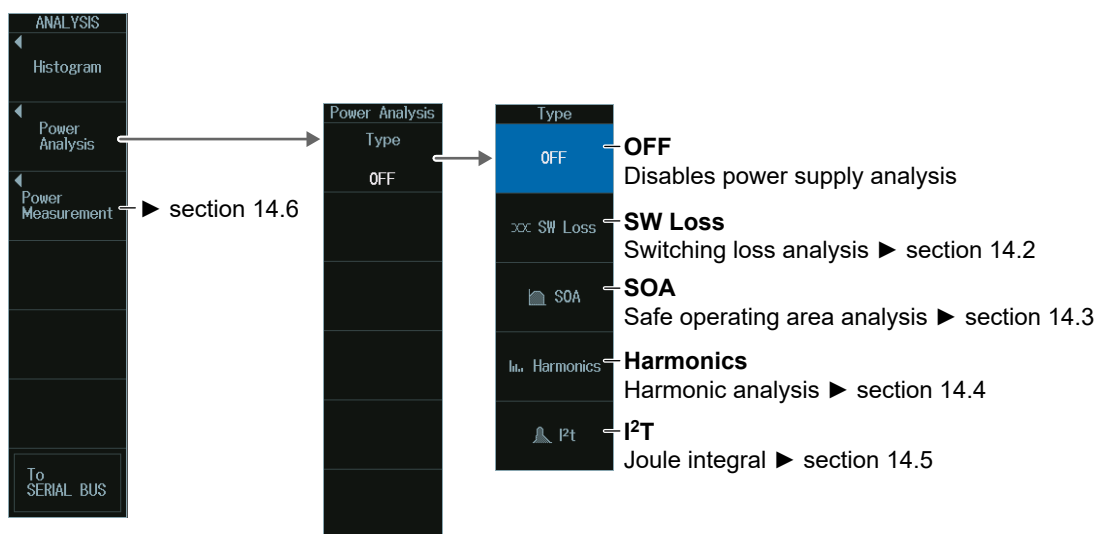 ANALYSIS
Histogram
Power
Analysis
Power
Measurement
► section 14.6
To
SERIAL BUS
Power Analysis
Type
OFF
Type
OFF
SW Loss
SOA
Harmonics
I²t
OFF
Disables power supply analysis
SW Loss
Switching loss analysis ► section 14.2
SOA
Safe operating area analysis ► section 14.3
Harmonics
Harmonic analysis ► section 14.4
I²T
Joule integral ► section 14.5